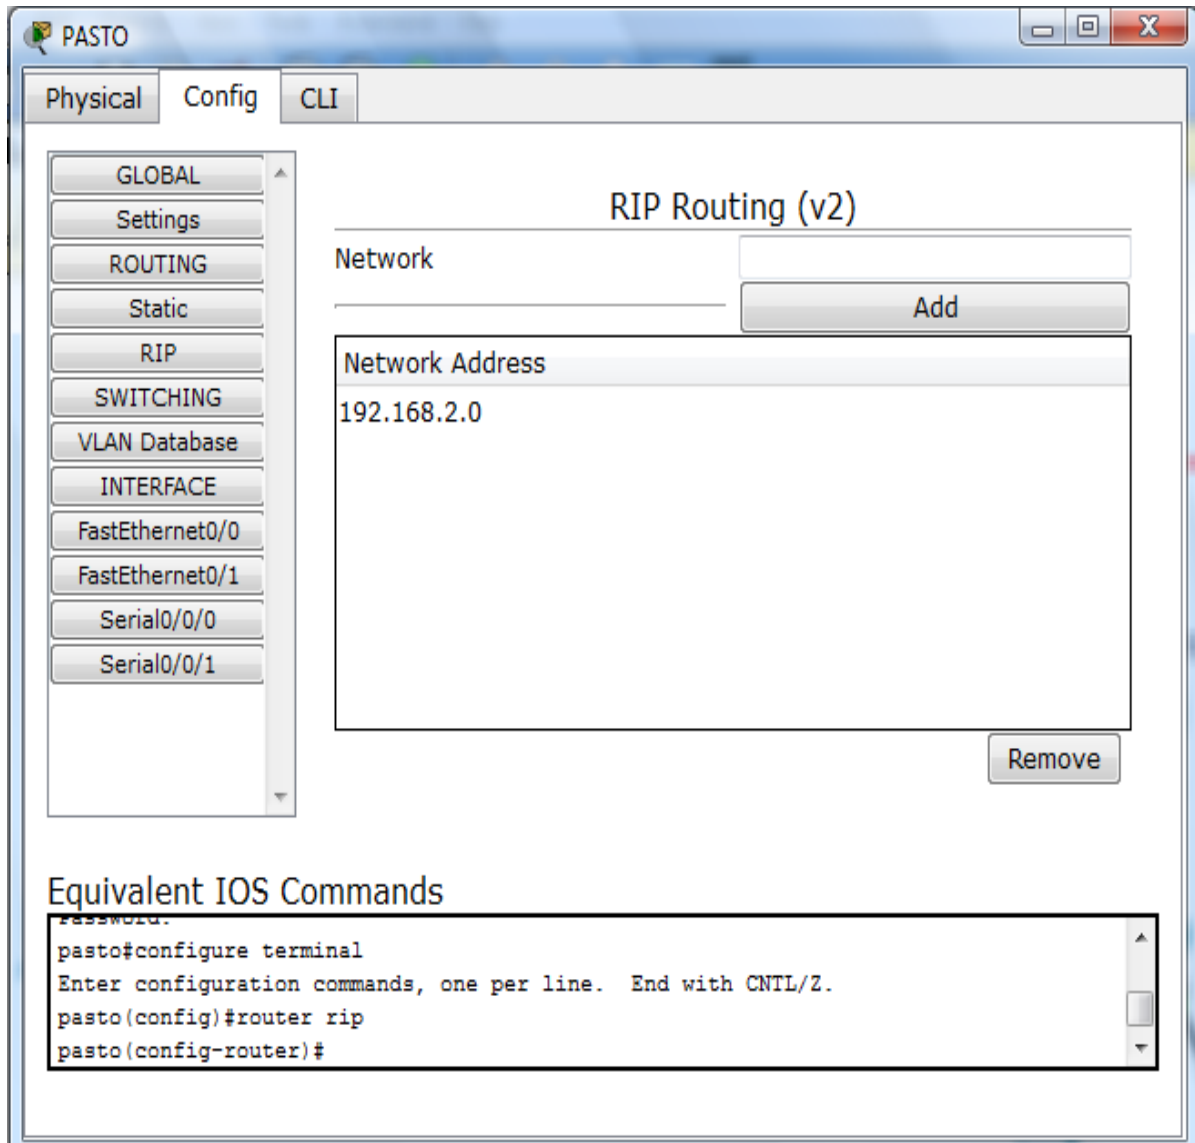 PASTO
Physical Config CLI
GLOBAL
Settings
ROUTING
Static
RIP
SWITCHING
VLAN Database
INTERFACE
FastEthernet0/0
FastEthernet0/1
Serial0/0/0
Serial0/0/1
RIP Routing (v2)
Network
Add
Network Address
192.168.2.0
Remove
Equivalent IOS Commands
Password:
pasto#configure terminal
Enter configuration commands, one per line.  End with CNTL/Z.
pasto(config)#router rip
pasto(config-router)#